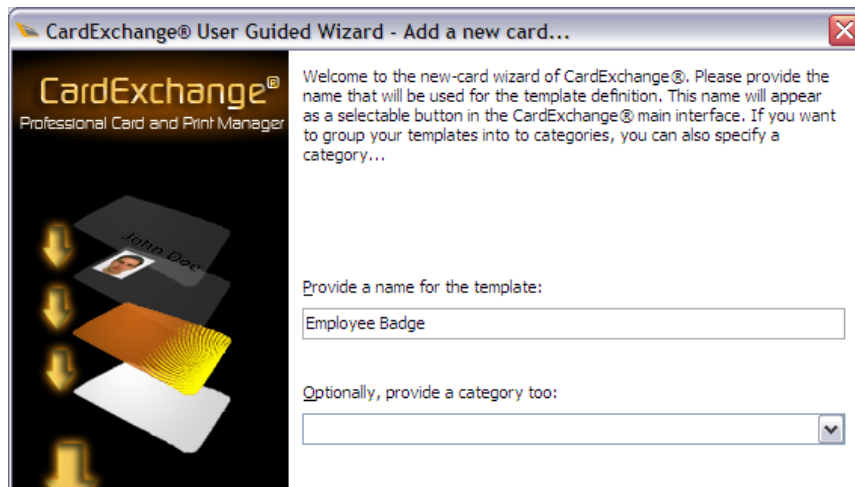 CardExchange® User Guided Wizard - Add a new card...
CardExchange®
Professional Card and Print Manager
John Doe
Welcome to the new-card wizard of CardExchange®. Please provide the
name that will be used for the template definition. This name will appear
as a selectable button in the CardExchange® main interface. If you want
to group your templates into to categories, you can also specify a
category...
Provide a name for the template:
Employee Badge
Optionally, provide a category too: